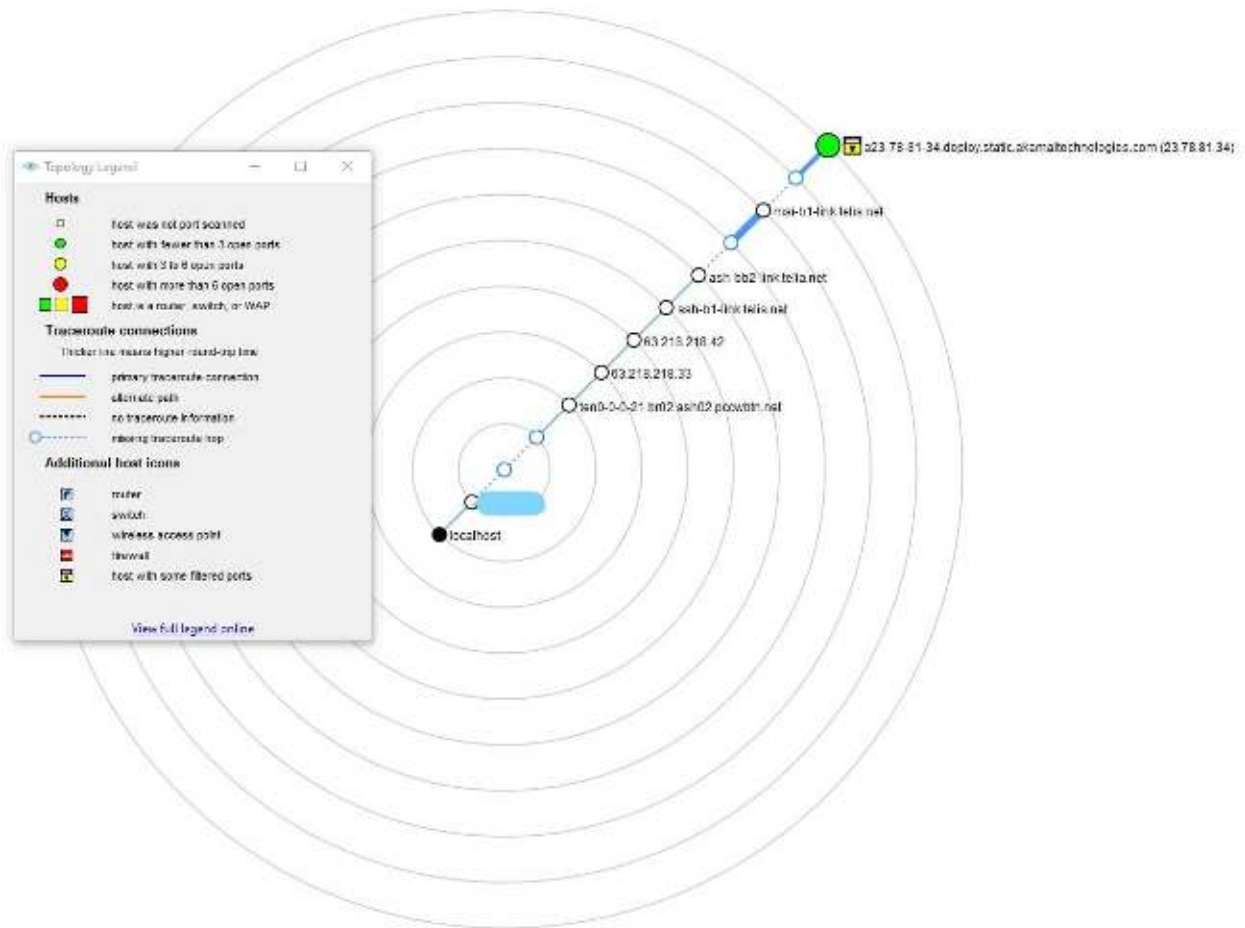 Topology Legend
Hosts
host was not port scanned
host with fewer than 3 open ports
host with 3 to 6 open ports
host with more than 6 open ports
host is a router, switch, or WAP
Traceroute connections
Thicker line means higher round-trip time
primary traceroute connection
alternate path
no traceroute information
missing traceroute hop
Additional host icons
router
switch
wireless access point
firewall
host with some filtered ports
View full legend online
a23-78-81-34.deploy.static.akamaitechnologies.com (23.78.81.34)
mai-b1-link.telia.net
ash-bb2-link.telia.net
ash-b1-link.telia.net
63.218.218.42
63.218.218.33
ten0-0-0-21.br02.ash02.pccwbtn.net
localhost